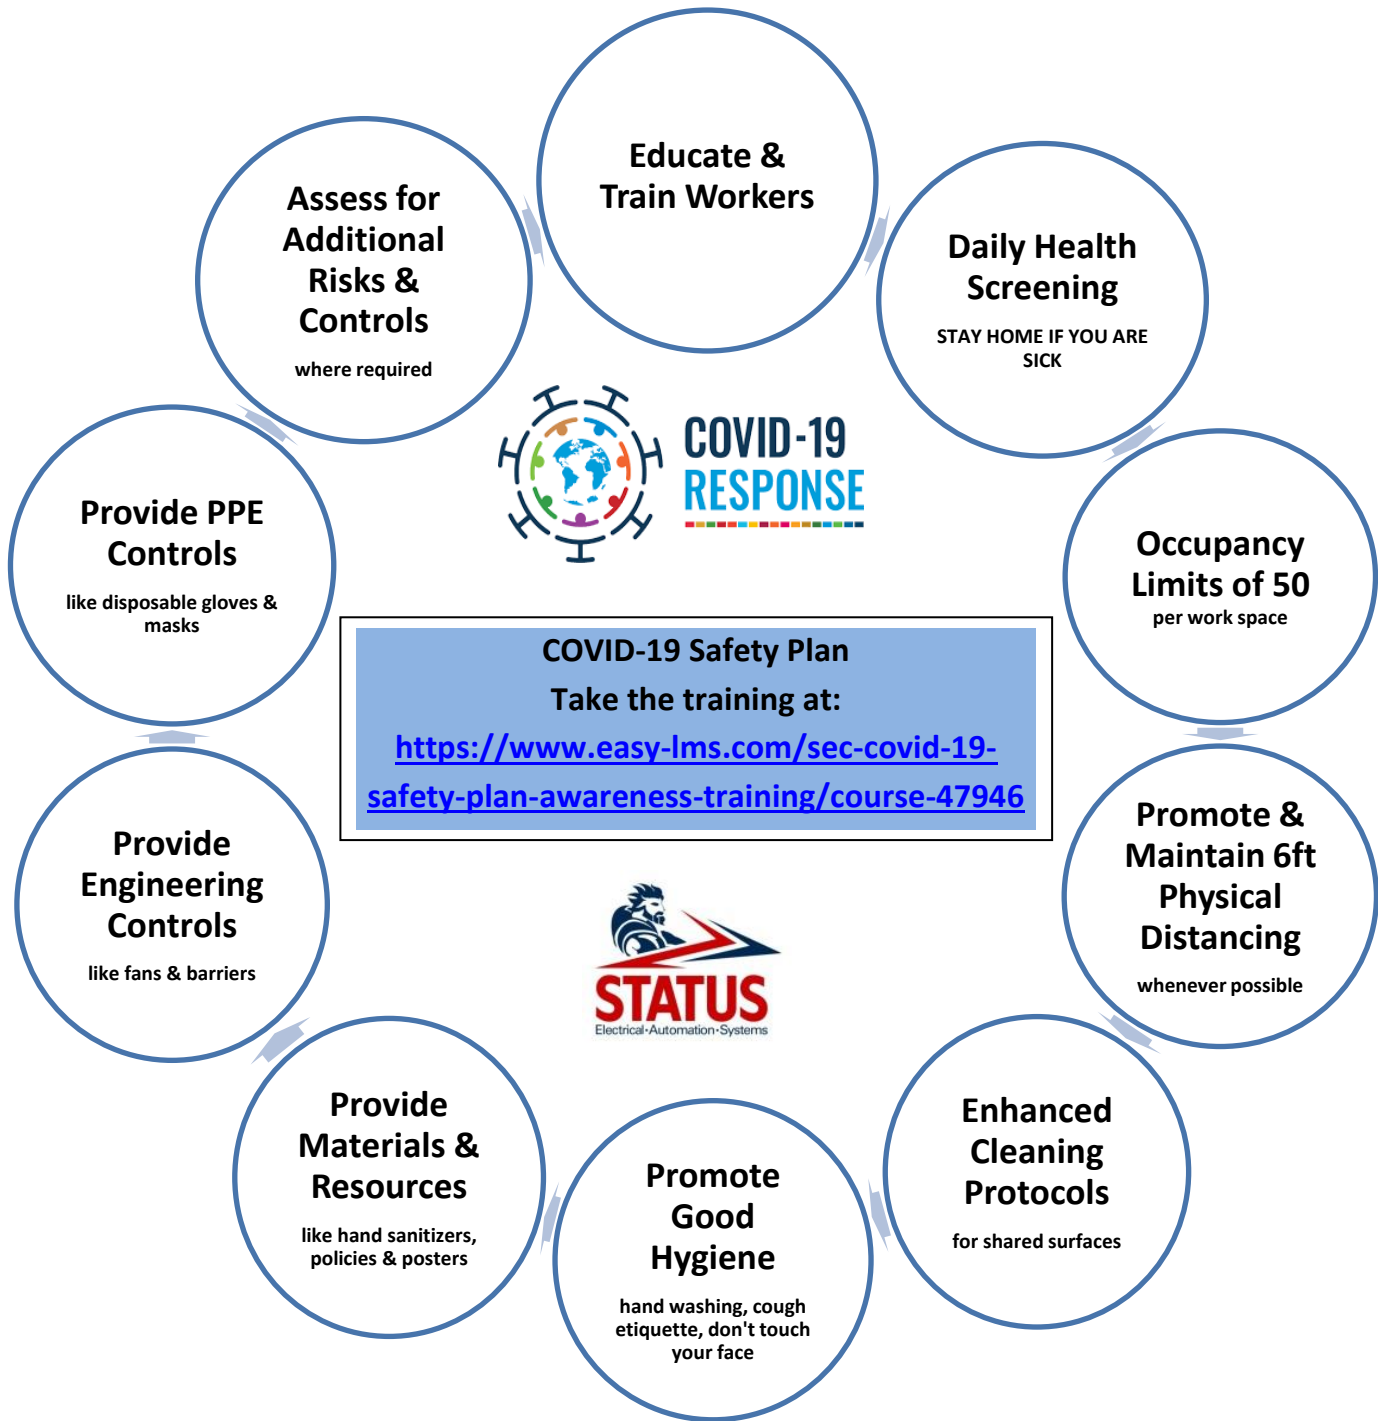 Educate &
Train Workers
Daily Health
Screening
STAY HOME IF YOU ARE
SICK
Occupancy
Limits of 50
per work space
Promote &
Maintain 6ft
Physical
Distancing
whenever possible
Enhanced
Cleaning
Protocols
for shared surfaces
Promote
Good
Hygiene
hand washing, cough
etiquette, don't touch
your face
Provide
Materials &
Resources
like hand sanitizers,
policies & posters
Provide
Engineering
Controls
like fans & barriers
Provide PPE
Controls
like disposable gloves &
masks
Assess for
Additional
Risks &
Controls
where required
COVID-19
RESPONSE
COVID-19 Safety Plan
Take the training at:
https://www.easy-lms.com/sec-covid-19-
safety-plan-awareness-training/course-47946
STATUS
Electrical•Automation•Systems